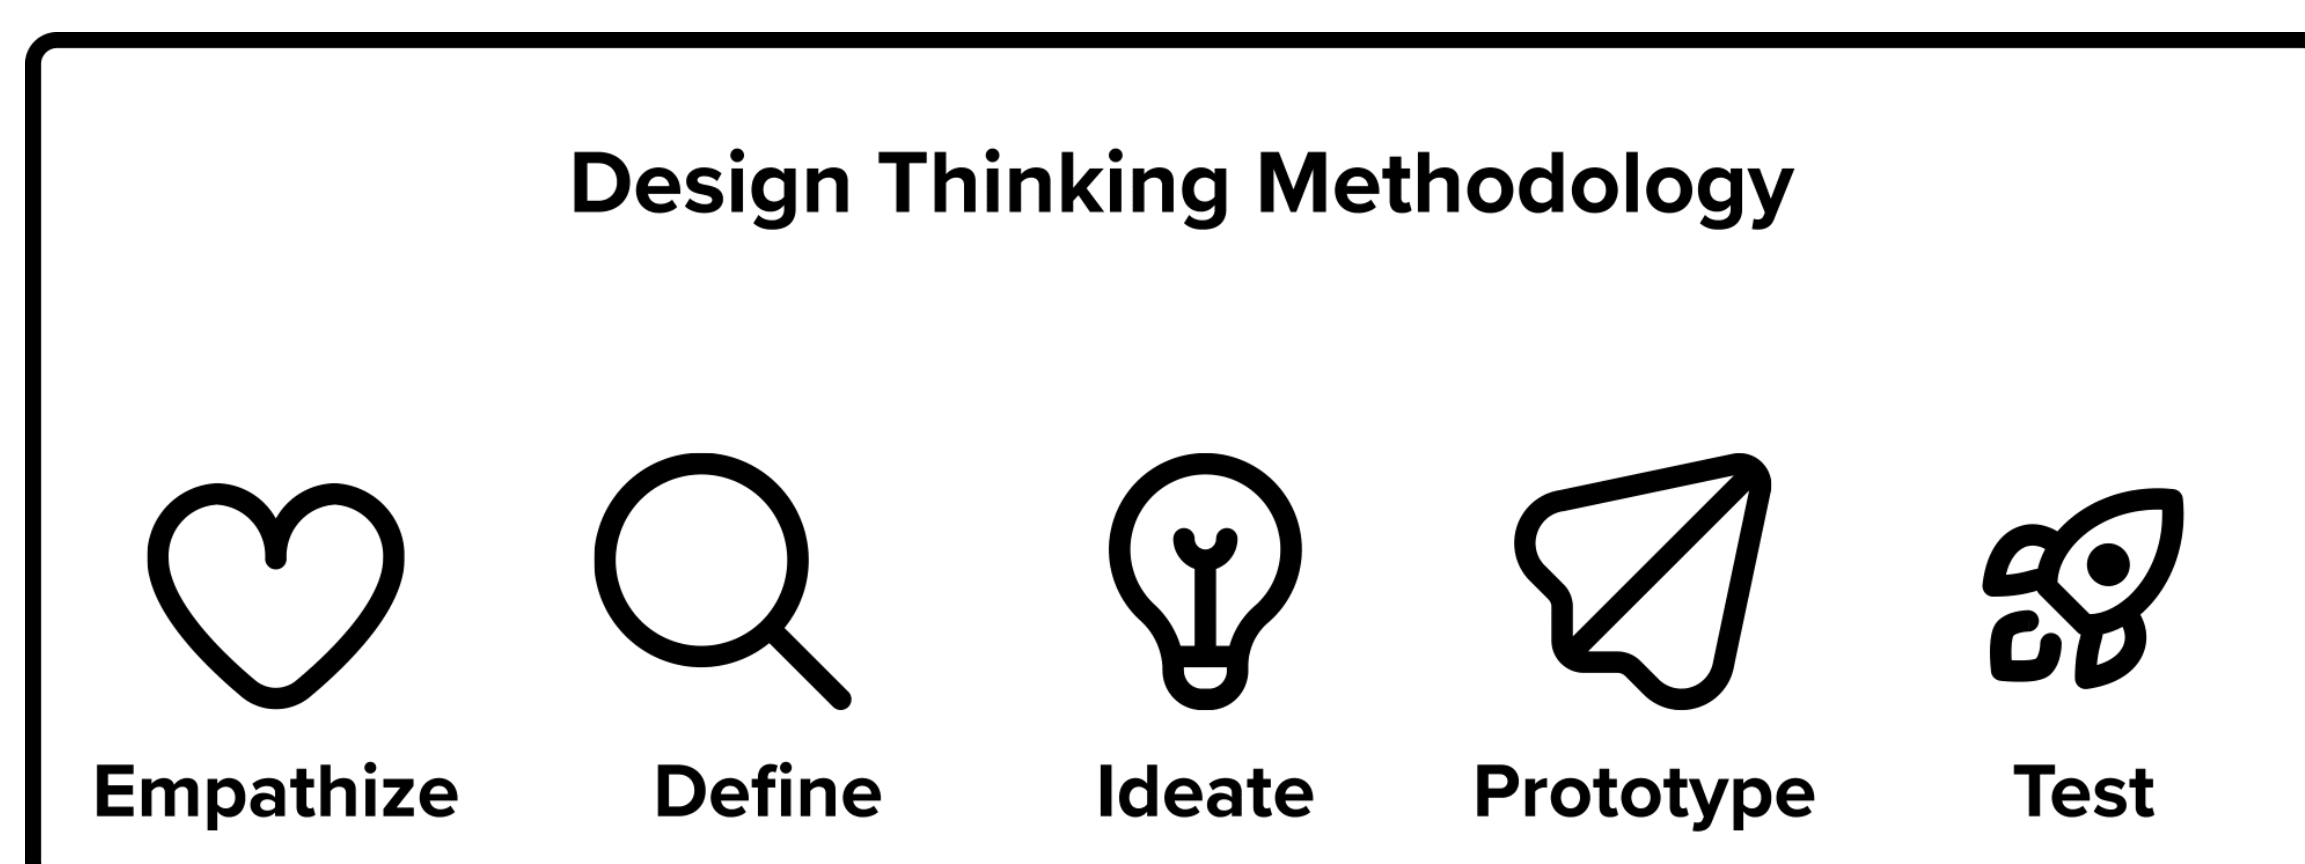 Design Thinking Methodology
Empathize Define Ideate Prototype Test